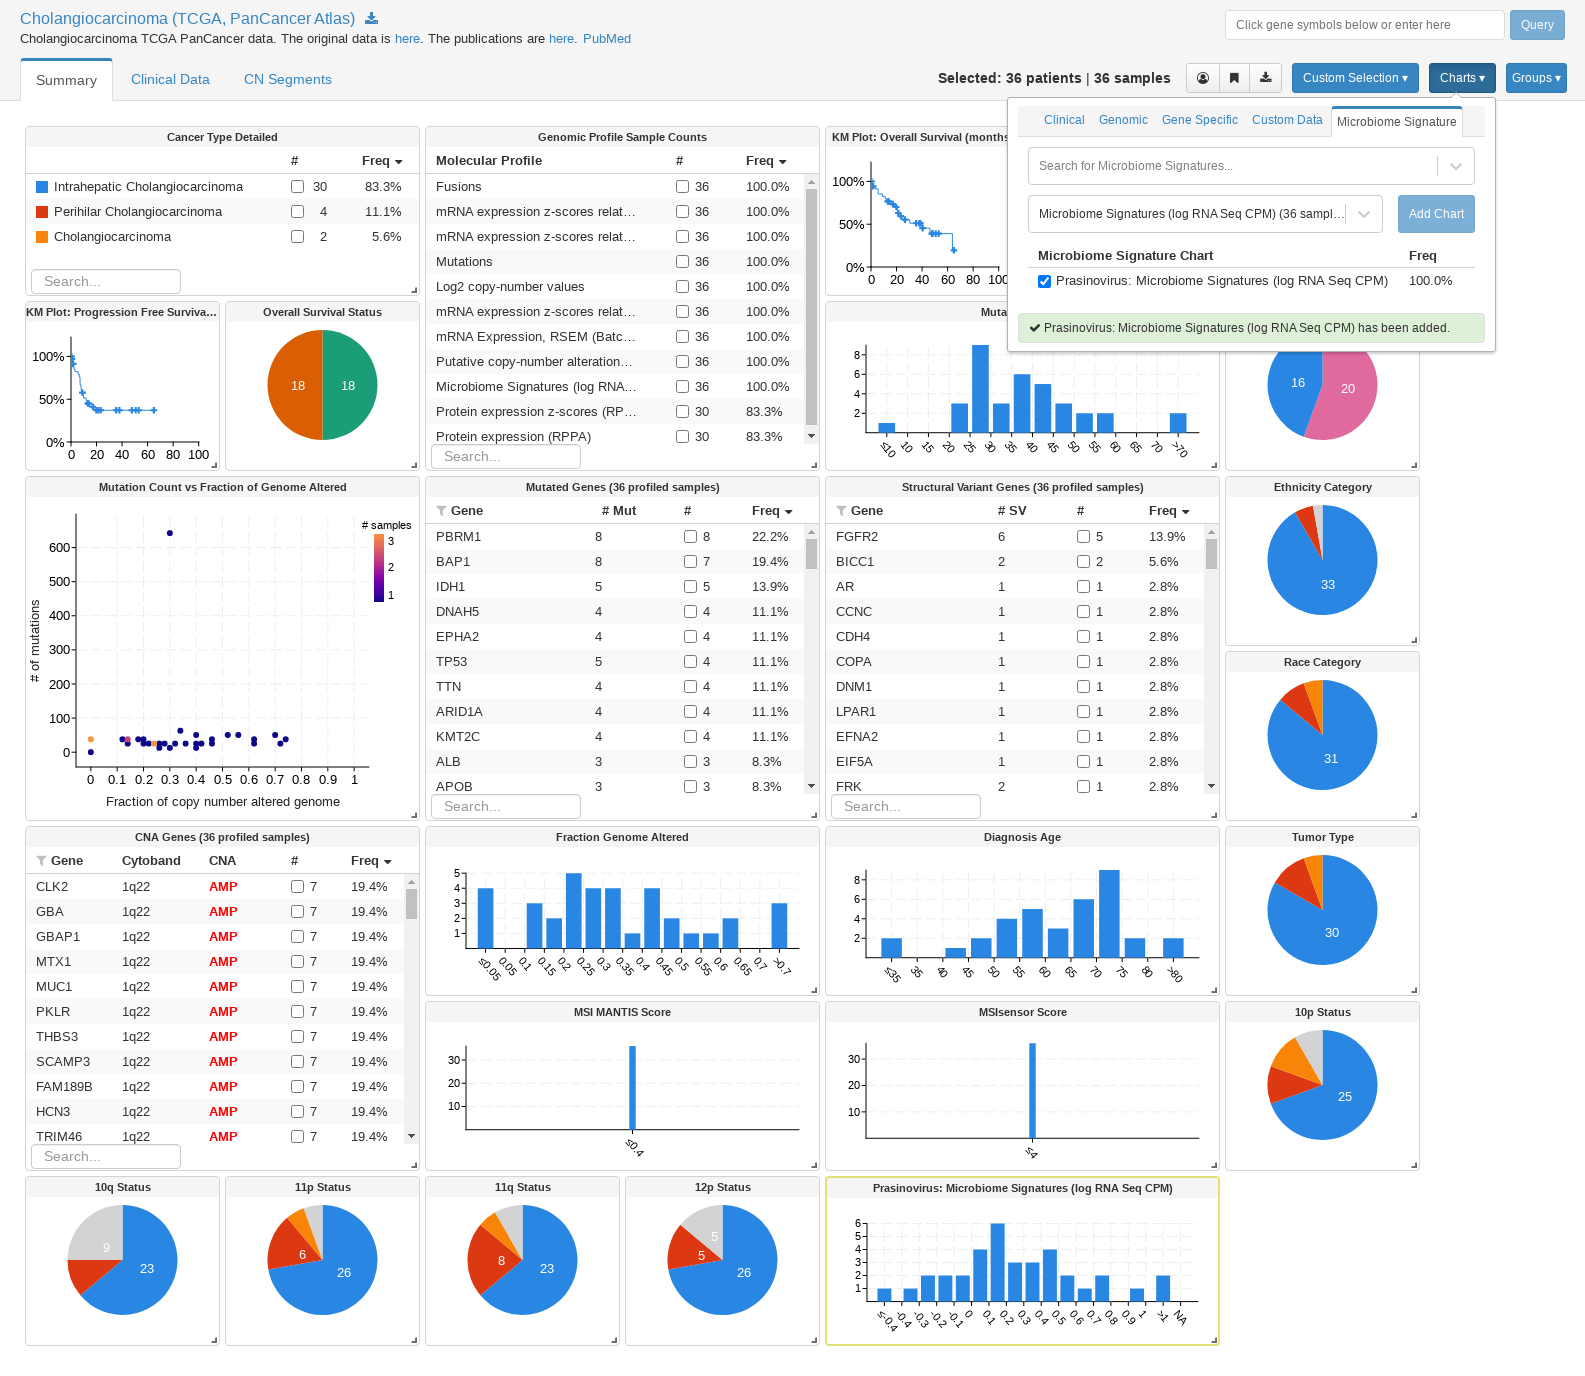 Cholangiocarcinoma (TCGA, PanCancer Atlas)
Cholangiocarcinoma TCGA PanCancer data. The original data is here. The publications are here. PubMed
Click gene symbols below or enter here
Query
Summary
Clinical Data
CN Segments
Selected: 36 patients | 36 samples
Custom Selection ▾
Charts ▾
Groups ▾
Clinical
Genomic
Gene Specific
Custom Data
Microbiome Signature
Search for Microbiome Signatures...
Microbiome Signatures (log RNA Seq CPM) (36 sampl...
Add Chart
Microbiome Signature Chart Freq
Prasinovirus: Microbiome Signatures (log RNA Seq CPM) 100.0%
Prasinovirus: Microbiome Signatures (log RNA Seq CPM) has been added.
Cancer Type Detailed
# Freq
Intrahepatic Cholangiocarcinoma 30 83.3%
Perihilar Cholangiocarcinoma 4 11.1%
Cholangiocarcinoma 2 5.6%
Search...
Genomic Profile Sample Counts
Molecular Profile # Freq
Fusions 36 100.0%
mRNA expression z-scores relat... 36 100.0%
mRNA expression z-scores relat... 36 100.0%
Mutations 36 100.0%
Log2 copy-number values 36 100.0%
mRNA expression z-scores relat... 36 100.0%
mRNA Expression, RSEM (Batc... 36 100.0%
Putative copy-number alteration... 36 100.0%
Microbiome Signatures (log RNA... 36 100.0%
Protein expression z-scores (RP... 30 83.3%
Protein expression (RPPA) 30 83.3%
Search...
KM Plot: Overall Survival (months
100%
50%
0%
0 20 40 60 80 100
KM Plot: Progression Free Surviva...
100%
50%
0%
0 20 40 60 80 100
Overall Survival Status
18 18
Muta
8
6
4
2
≤10 10 15 20 25 30 35 40 45 50 55 60 65 70 >70
16 20
Mutation Count vs Fraction of Genome Altered
# samples
3
2
1
# of mutations
600
500
400
300
200
100
0
0 0.1 0.2 0.3 0.4 0.5 0.6 0.7 0.8 0.9 1
Fraction of copy number altered genome
Mutated Genes (36 profiled samples)
Gene # Mut # Freq
PBRM1 8 8 22.2%
BAP1 8 7 19.4%
IDH1 5 5 13.9%
DNAH5 4 4 11.1%
EPHA2 4 4 11.1%
TP53 5 4 11.1%
TTN 4 4 11.1%
ARID1A 4 4 11.1%
KMT2C 4 4 11.1%
ALB 3 3 8.3%
APOB 3 3 8.3%
Search...
Structural Variant Genes (36 profiled samples)
Gene # SV # Freq
FGFR2 6 5 13.9%
BICC1 2 2 5.6%
AR 1 1 2.8%
CCNC 1 1 2.8%
CDH4 1 1 2.8%
COPA 1 1 2.8%
DNM1 1 1 2.8%
LPAR1 1 1 2.8%
EFNA2 1 1 2.8%
EIF5A 1 1 2.8%
FRK 2 1 2.8%
Search...
Ethnicity Category
33
Race Category
31
CNA Genes (36 profiled samples)
Gene Cytoband CNA # Freq
CLK2 1q22 AMP 7 19.4%
GBA 1q22 AMP 7 19.4%
GBAP1 1q22 AMP 7 19.4%
MTX1 1q22 AMP 7 19.4%
MUC1 1q22 AMP 7 19.4%
PKLR 1q22 AMP 7 19.4%
THBS3 1q22 AMP 7 19.4%
SCAMP3 1q22 AMP 7 19.4%
FAM189B 1q22 AMP 7 19.4%
HCN3 1q22 AMP 7 19.4%
TRIM46 1q22 AMP 7 19.4%
Search...
Fraction Genome Altered
5
4
3
2
1
≤0.05 0.05 0.1 0.15 0.2 0.25 0.3 0.35 0.4 0.45 0.5 0.55 0.6 0.65 0.7 >0.7
Diagnosis Age
8
6
4
2
≤35 35 40 45 50 55 60 65 70 75 80 >80
Tumor Type
30
MSI MANTIS Score
30
20
10
≤0.4
MSIsensor Score
30
20
10
≤4
10p Status
25
10q Status
9
23
11p Status
6
26
11q Status
8
23
12p Status
5
5
26
Prasinovirus: Microbiome Signatures (log RNA Seq CPM)
6
5
4
3
2
1
≤-0.4 -0.4 -0.3 -0.2 -0.1 0 0.1 0.2 0.3 0.4 0.5 0.6 0.7 0.8 0.9 1 >1 NA